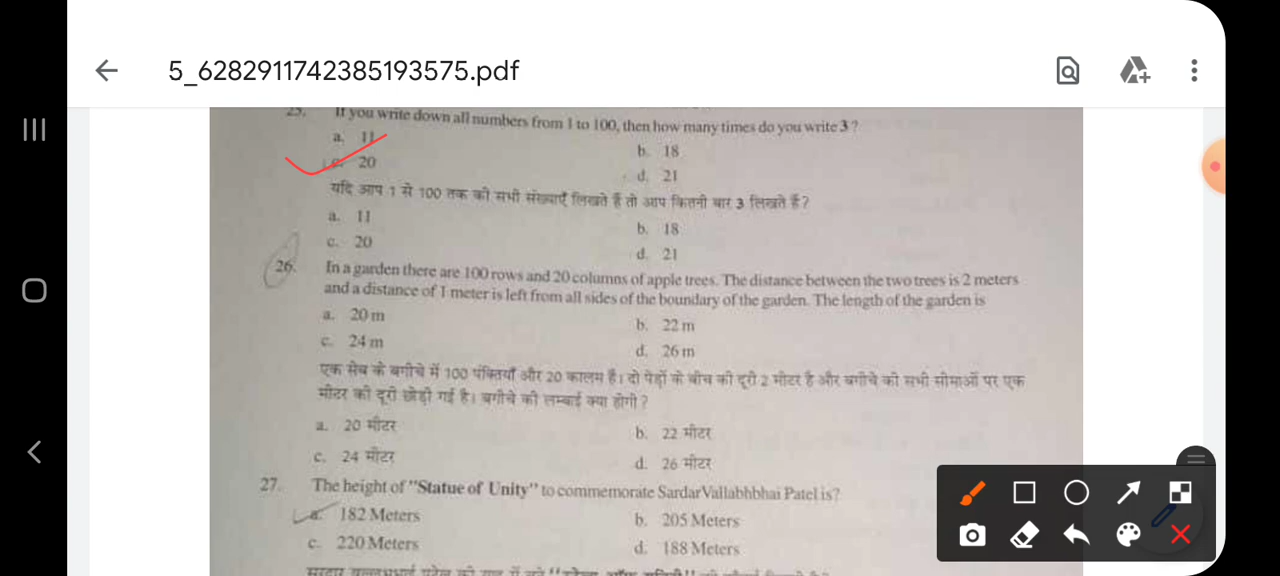 5_6282911742385193575.pdf
25. If you write down all numbers from 1 to 100, then how many times do you write 3?
a. 11
b. 18
c. 20
d. 21
यदि आप 1 से 100 तक की सभी संख्याएँ लिखते हैं तो आप कितनी बार 3 लिखते हैं?
a. 11
b. 18
c. 20
d. 21
26. In a garden there are 100 rows and 20 columns of apple trees. The distance between the two trees is 2 meters
and a distance of 1 meter is left from all sides of the boundary of the garden. The length of the garden is
a. 20 m
b. 22 m
c. 24 m
d. 26 m
एक सेब के बगीचे में 100 पंक्तियाँ और 20 कालम है। दो पेड़ों के बीच की दूरी 2 मीटर है और बगीचे की सभी सीमाओं पर एक
मीटर की दूरी छोड़ी गई है। बगीचे की लम्बाई क्या होगी?
a. 20 मीटर
b. 22 मीटर
c. 24 मीटर
d. 26 मीटर
27. The height of "Statue of Unity" to commemorate Sardar Vallabhbhai Patel is?
a. 182 Meters
b. 205 Meters
c. 220 Meters
d. 188 Meters